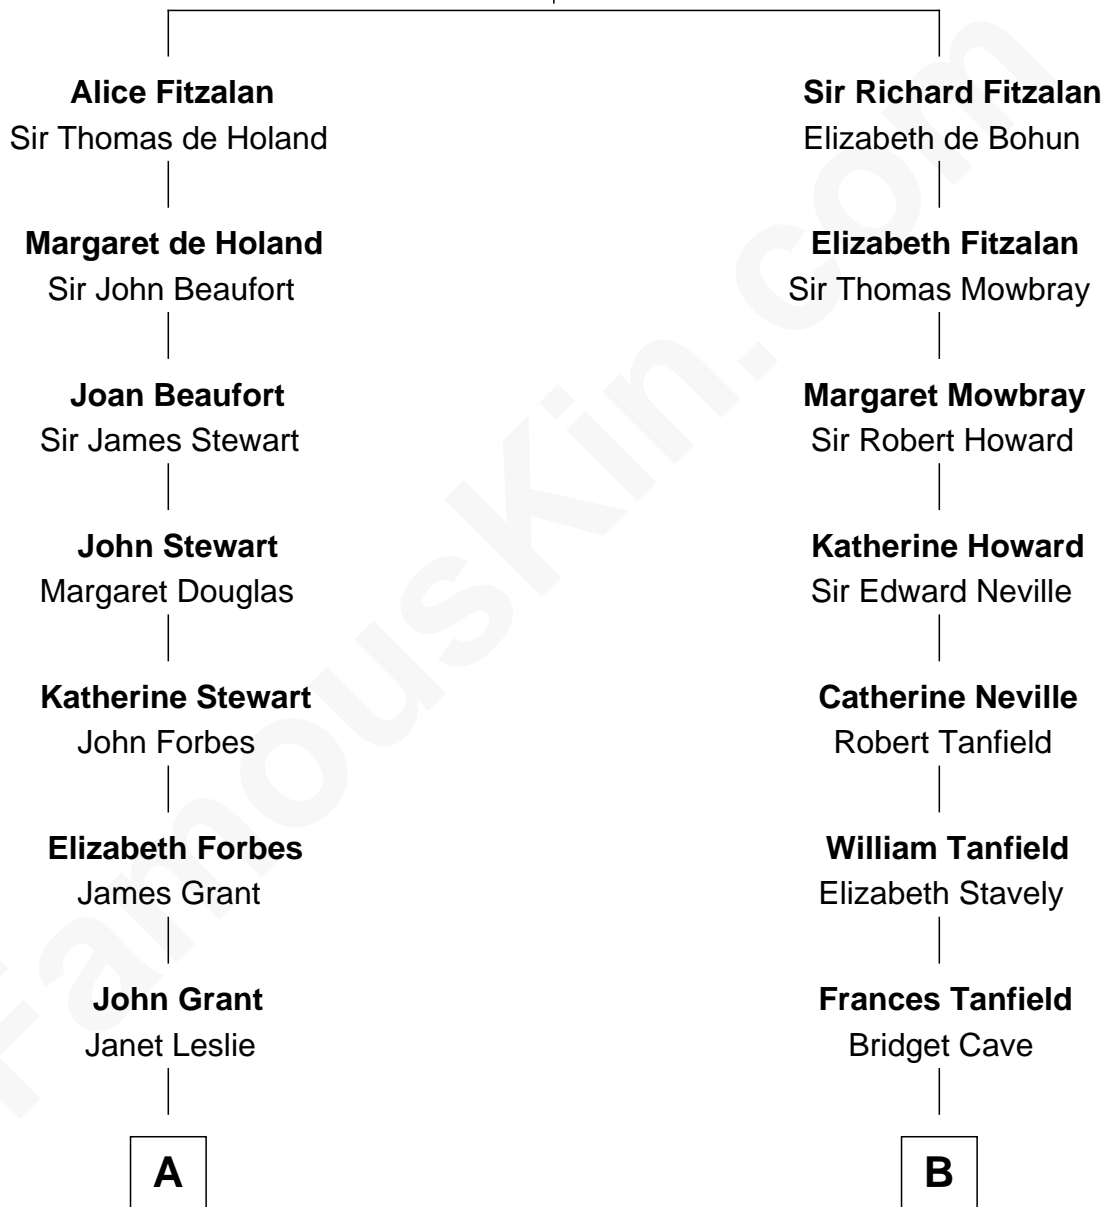 Alice Fitzalan
Sir Thomas de Holand
Margaret de Holand
Sir John Beaufort
Joan Beaufort
Sir James Stewart
John Stewart
Margaret Douglas
Katherine Stewart
John Forbes
Elizabeth Forbes
James Grant
John Grant
Janet Leslie
A
Sir Richard Fitzalan
Elizabeth de Bohun
Elizabeth Fitzalan
Sir Thomas Mowbray
Margaret Mowbray
Sir Robert Howard
Katherine Howard
Sir Edward Neville
Catherine Neville
Robert Tanfield
William Tanfield
Elizabeth Stavely
Frances Tanfield
Bridget Cave
B
FamousKin.com